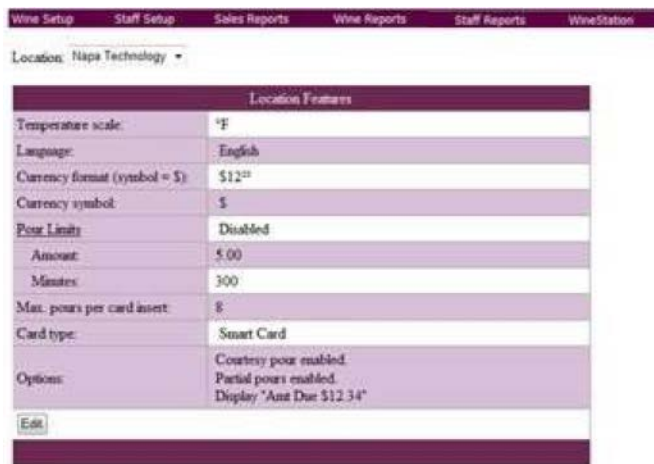 Wine Setup Staff Setup Sales Reports Wine Reports Staff Reports WineStation
Location: Napa Technology
Location Features
Temperature scale: °F
Language: English
Currency format (symbol = $):
Currency symbol: $
Pour Limits Disabled
Amount: 5.00
Minutes: 300
Max. pours per card insert: 8
Card type: Smart Card
Options:
Courtesy pour enabled.
Partial pours enabled.
Display "Amt Due $12.34"
Edit